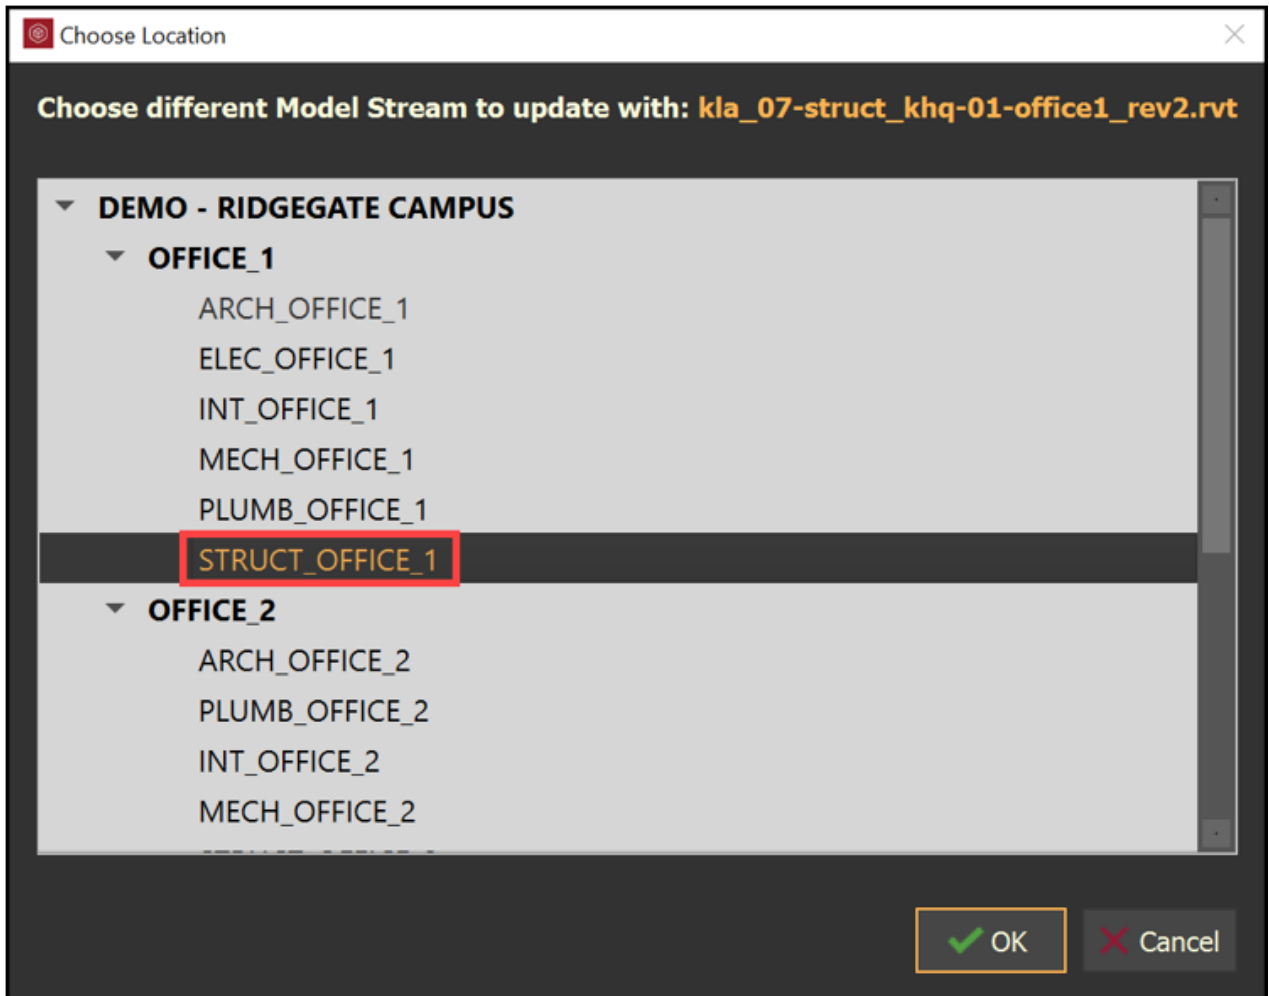 Choose Location
Choose different Model Stream to update with: kla_07-struct_khq-01-office1_rev2.rvt
DEMO - RIDGEGATE CAMPUS
OFFICE_1
ARCH_OFFICE_1
ELEC_OFFICE_1
INT_OFFICE_1
MECH_OFFICE_1
PLUMB_OFFICE_1
STRUCT_OFFICE_1
OFFICE_2
ARCH_OFFICE_2
PLUMB_OFFICE_2
INT_OFFICE_2
MECH_OFFICE_2
OK Cancel